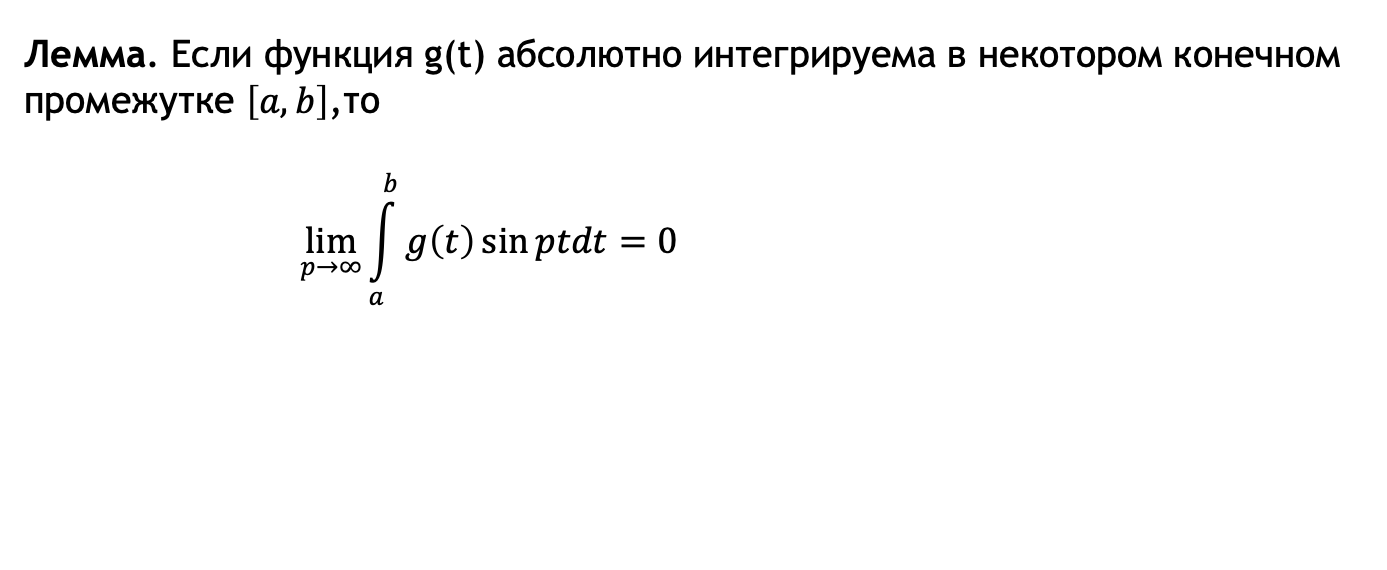 Лемма. Если функция g(t) абсолютно интегрируема в некотором конечном
промежутке [a, b],то
b
lim ∫ g(t) sin ptdt = 0
p→∞
a